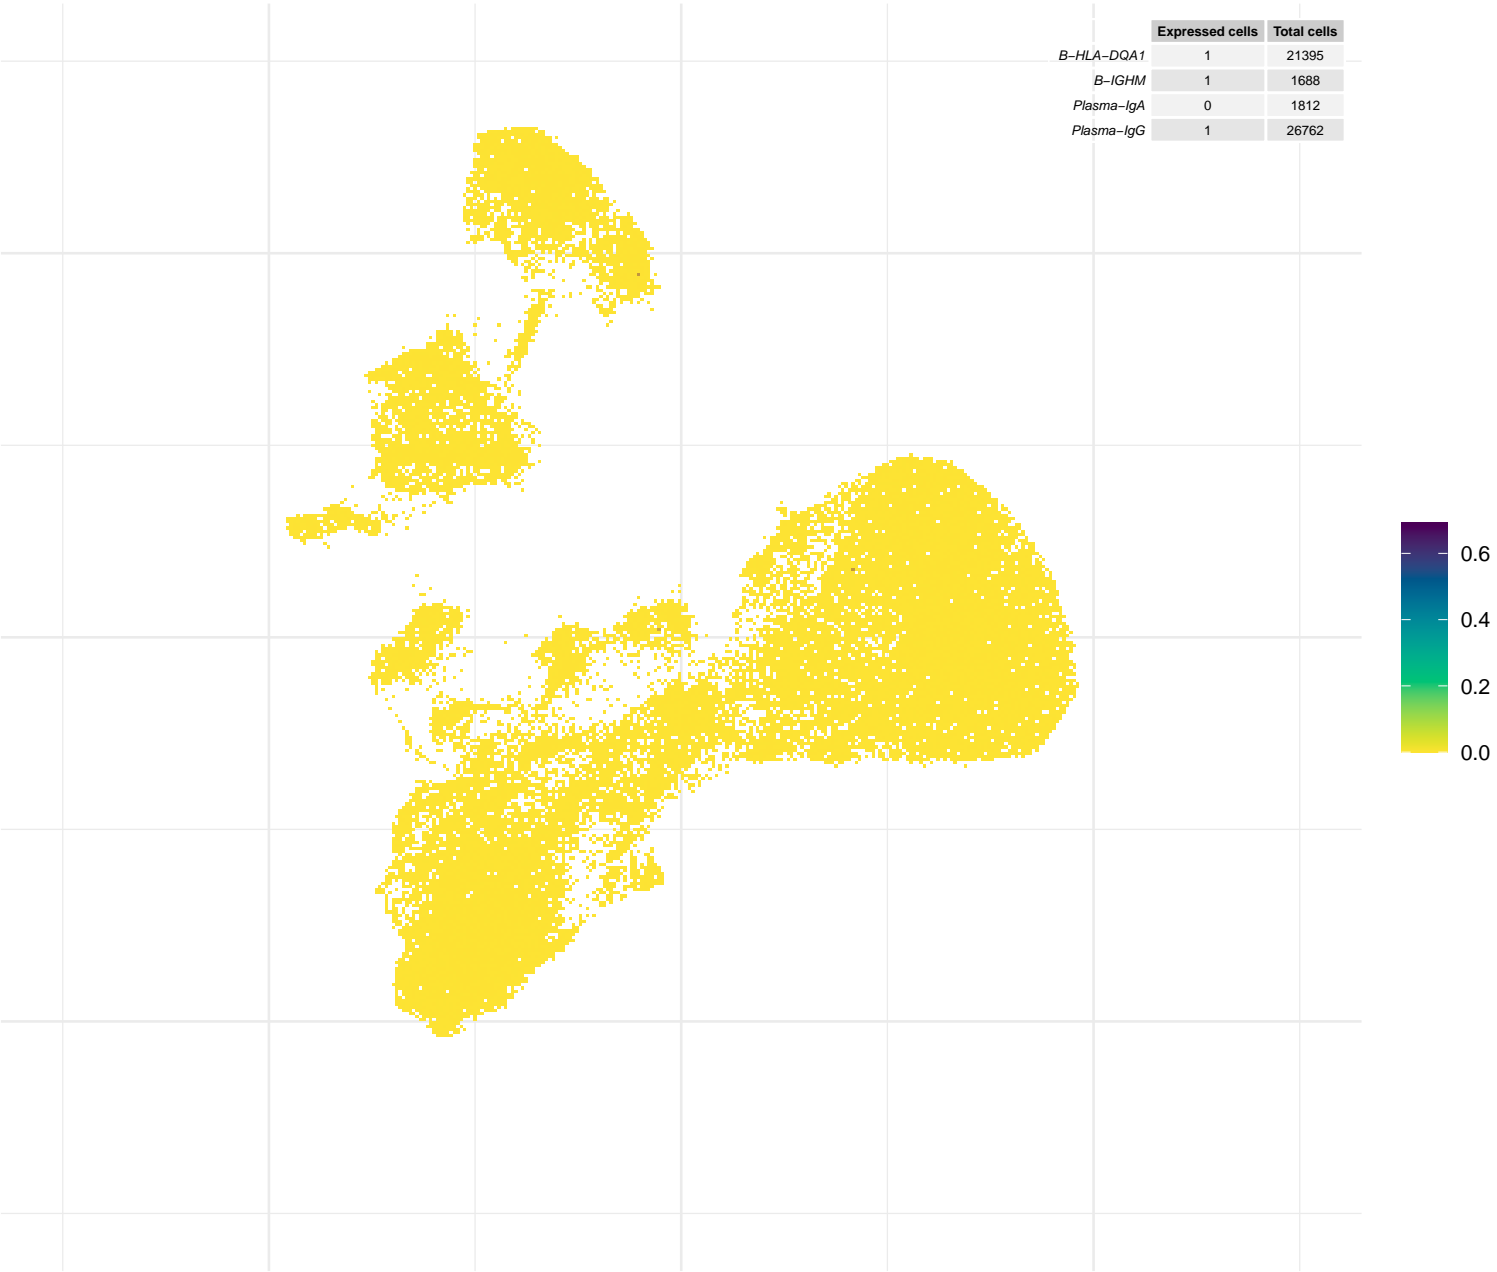 Expressed cells Total cells
B−HLA−DQA1 1 21395
B−IGHM 1 1688
Plasma−IgA 0 1812
Plasma−IgG 1 26762
0.6
0.4
0.2
0.0